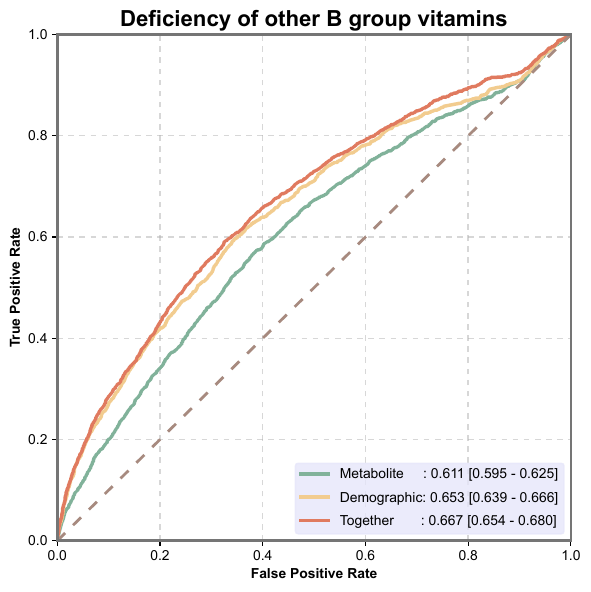 Deficiency of other B group vitamins
1.0
0.8
0.6
0.4
0.2
0.0
True Positive Rate
Metabolite : 0.611 [0.595 - 0.625]
Demographic: 0.653 [0.639 - 0.666]
Together : 0.667 [0.654 - 0.680]
0.0 0.2 0.4 0.6 0.8 1.0
False Positive Rate